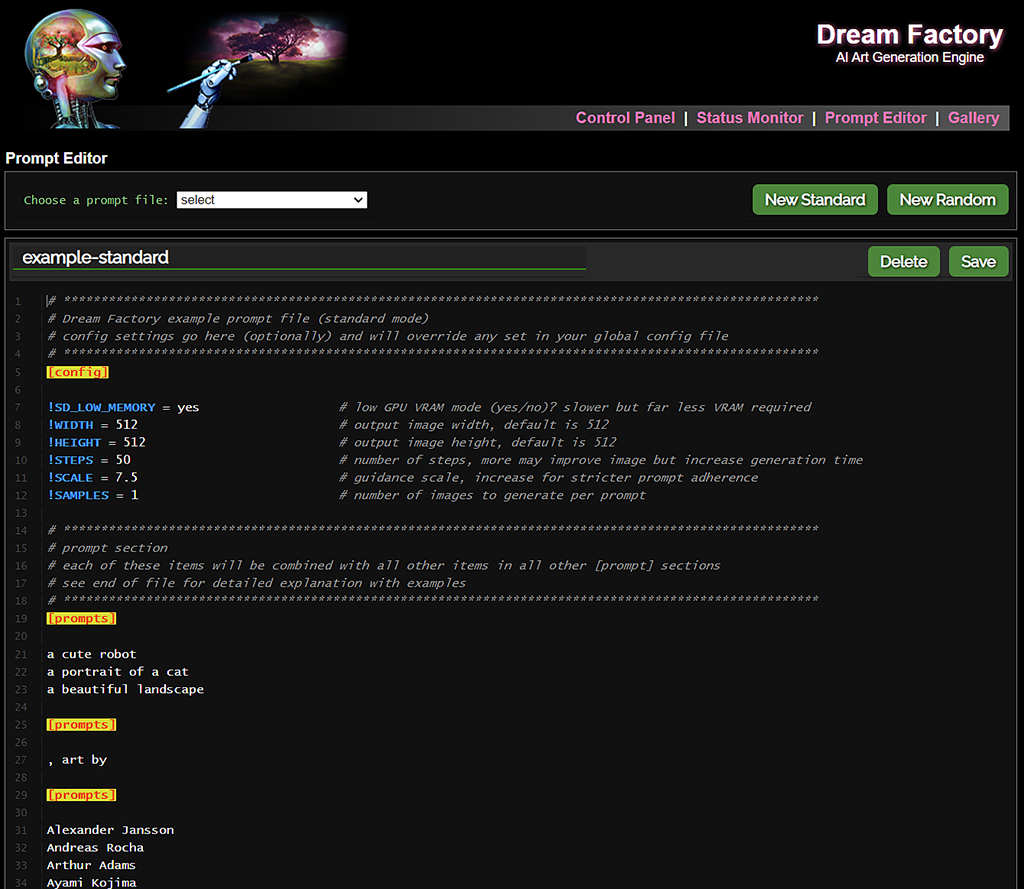 Dream Factory
AI Art Generation Engine
Control Panel | Status Monitor | Prompt Editor | Gallery
Prompt Editor
Choose a prompt file: select New Standard New Random
example-standard Delete Save
1 # *****************************************************************************************************
2 # Dream Factory example prompt file (standard mode)
3 # config settings go here (optionally) and will override any set in your global config file
4 # *****************************************************************************************************
5 [config]
6
7 !SD_LOW_MEMORY = yes # low GPU VRAM mode (yes/no)? slower but far less VRAM required
8 !WIDTH = 512 # output image width, default is 512
9 !HEIGHT = 512 # output image height, default is 512
10 !STEPS = 50 # number of steps, more may improve image but increase generation time
11 !SCALE = 7.5 # guidance scale, increase for stricter prompt adherence
12 !SAMPLES = 1 # number of images to generate per prompt
13
14 # *****************************************************************************************************
15 # prompt section
16 # each of these items will be combined with all other items in all other [prompt] sections
17 # see end of file for detailed explanation with examples
18 # *****************************************************************************************************
19 [prompts]
20
21 a cute robot
22 a portrait of a cat
23 a beautiful landscape
24
25 [prompts]
26
27 , art by
28
29 [prompts]
30
31 Alexander Jansson
32 Andreas Rocha
33 Arthur Adams
34 Ayami Kojima